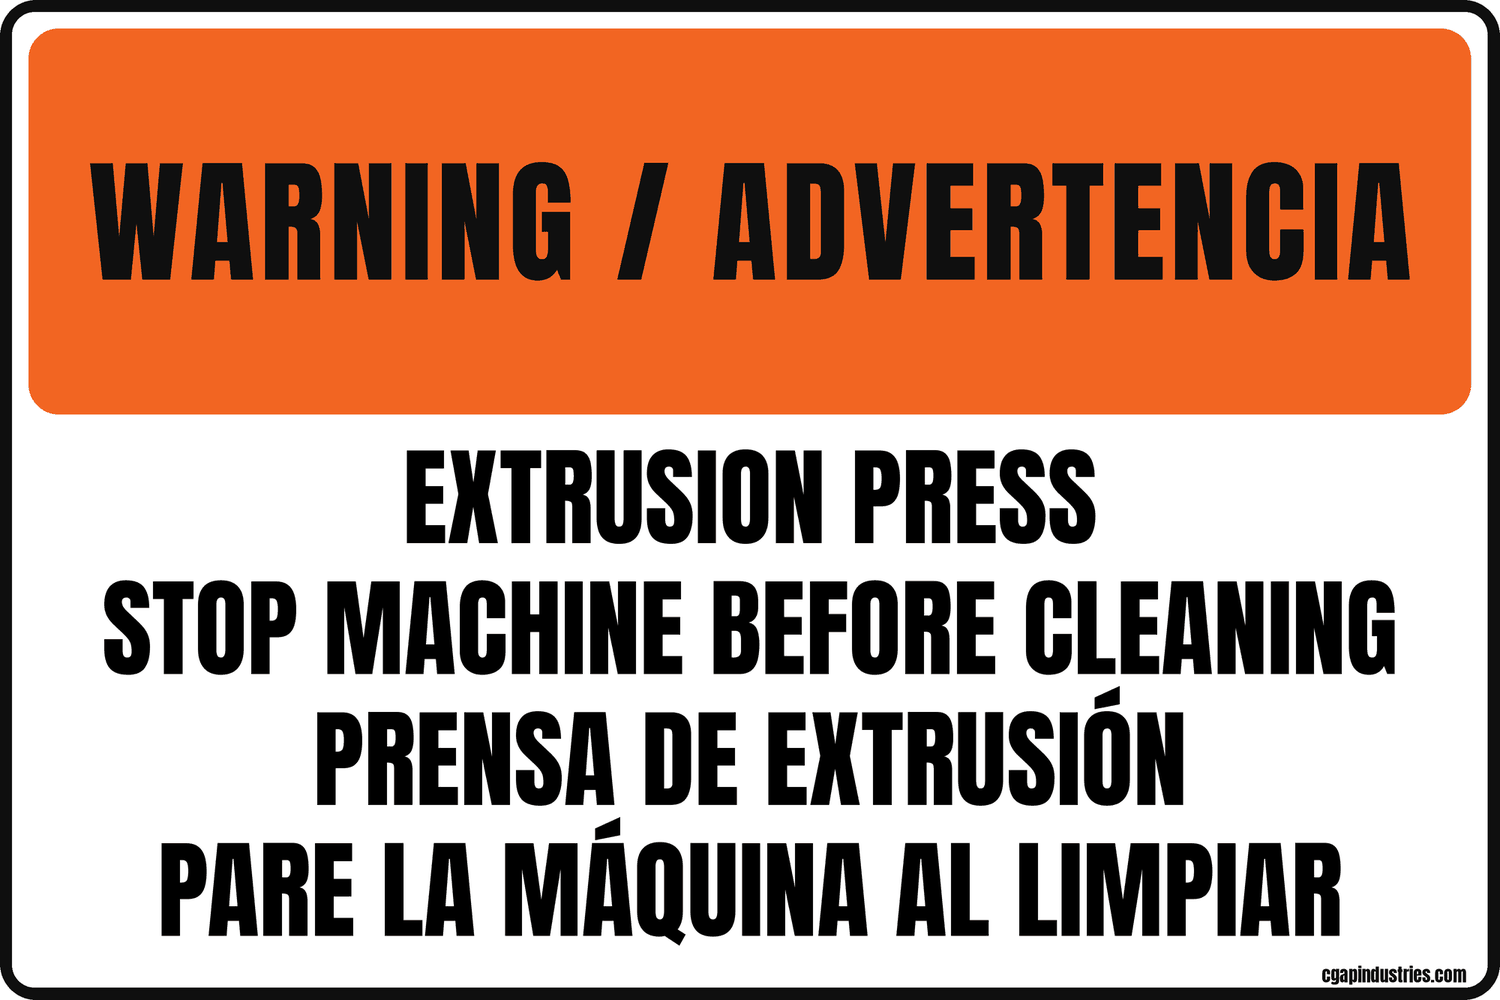 WARNING / ADVERTENCIA
EXTRUSION PRESS
STOP MACHINE BEFORE CLEANING
PRENSA DE EXTRUSIÓN
PARE LA MÁQUINA AL LIMPIAR
cgapindustries.com